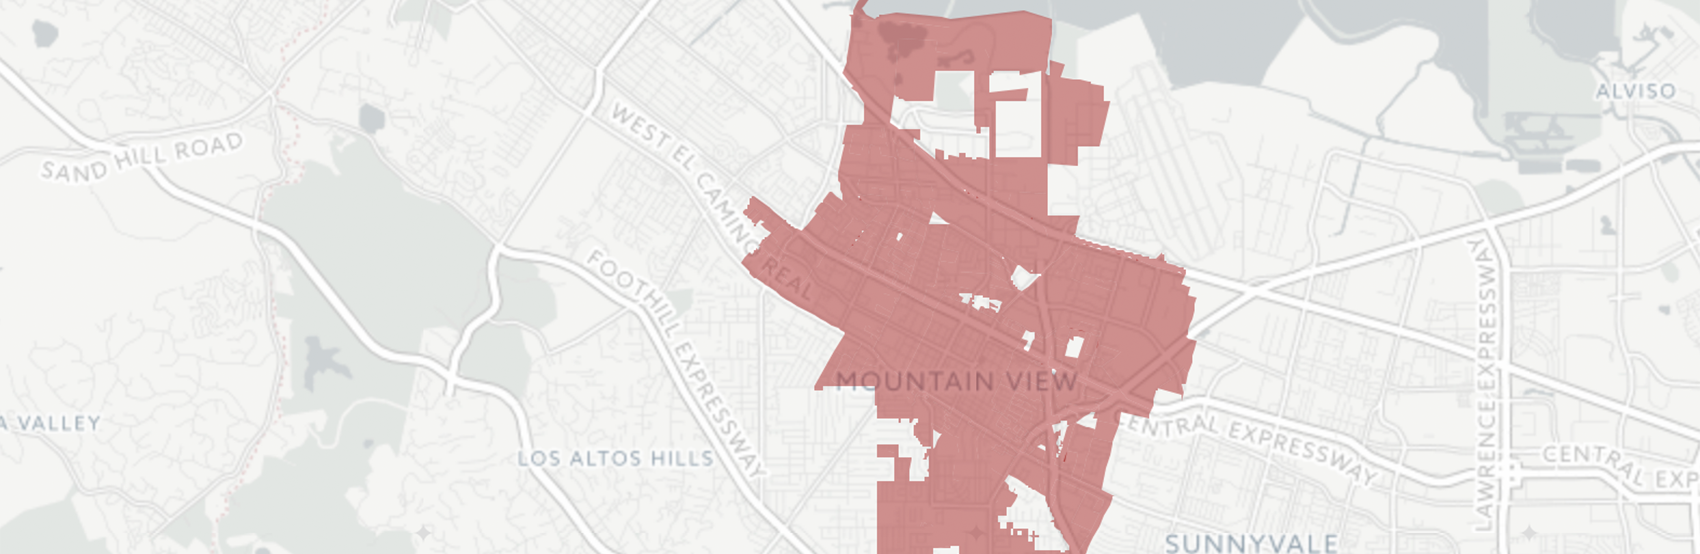 ALVISO
SAND HILL ROAD
WEST EL CAMINO REAL
FOOTHILL EXPRESSWAY
LAWRENCE EXPRESSWAY
MOUNTAIN VIEW
A VALLEY
CENTRAL EXPRESSWAY
LOS ALTOS HILLS
CENTRAL EXP
SUNNYVALE